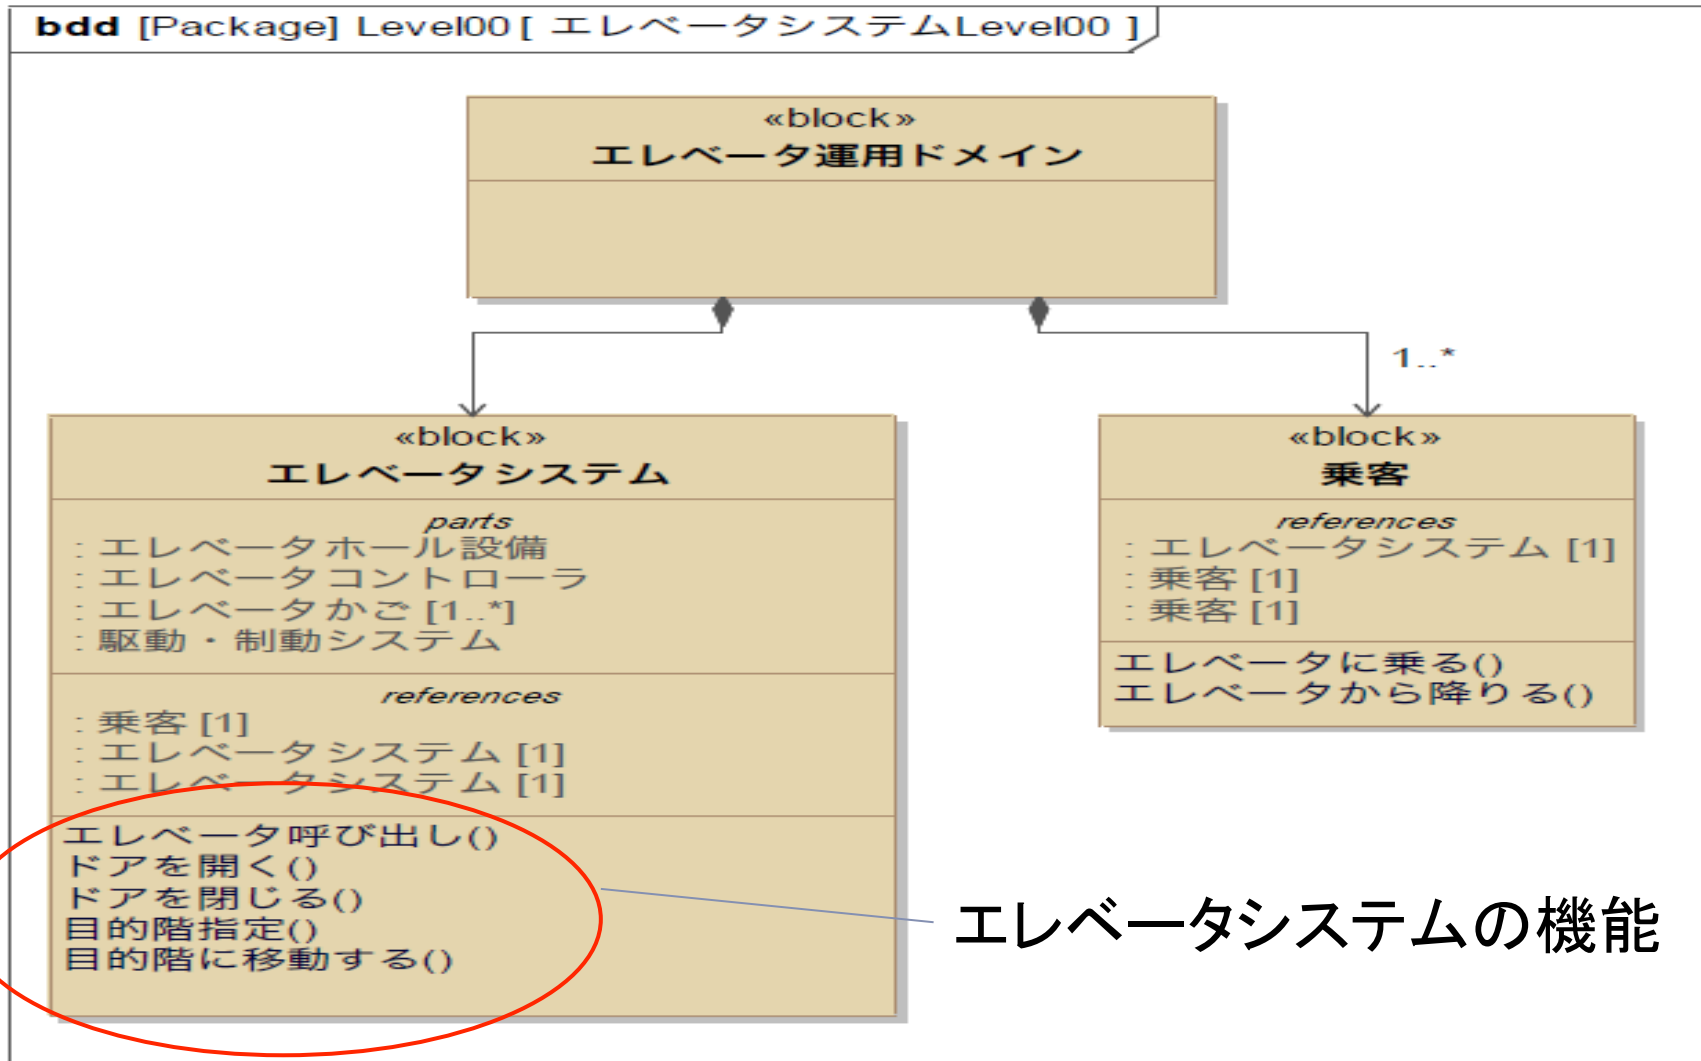 bdd [Package] Level00 [ エレベータシステムLevel00 ]
«block»
エレベータ運用ドメイン
1..*
«block»
エレベータシステム
parts
: エレベータホール設備
: エレベータコントローラ
: エレベータかご [1..*]
: 駆動・制動システム
references
: 乗客 [1]
: エレベータシステム [1]
: エレベータシステム [1]
エレベータ呼び出し()
ドアを開く()
ドアを閉じる()
目的階指定()
目的階に移動する()
«block»
乗客
references
: エレベータシステム [1]
: 乗客 [1]
: 乗客 [1]
エレベータに乗る()
エレベータから降りる()
エレベータシステムの機能